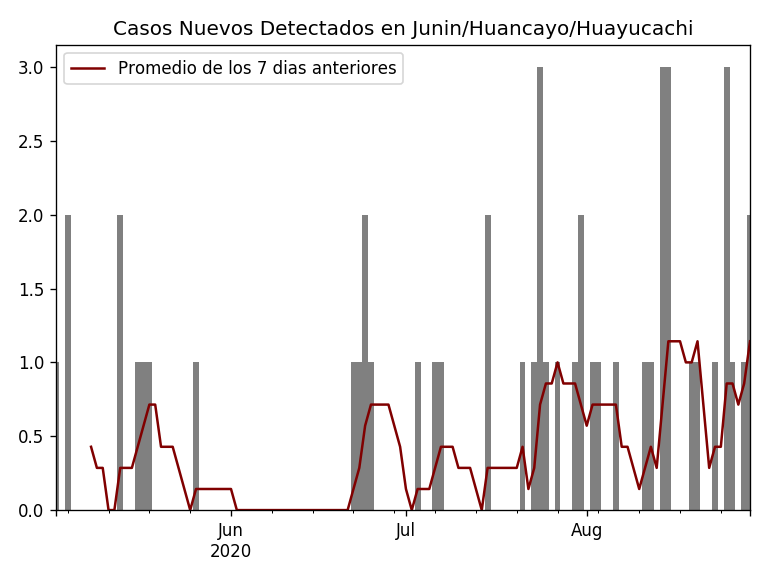 Casos Nuevos Detectados en Junin/Huancayo/Huayucachi
Promedio de los 7 dias anteriores
3.0
2.5
2.0
1.5
1.0
0.5
0.0
Jun
2020
Jul
Aug